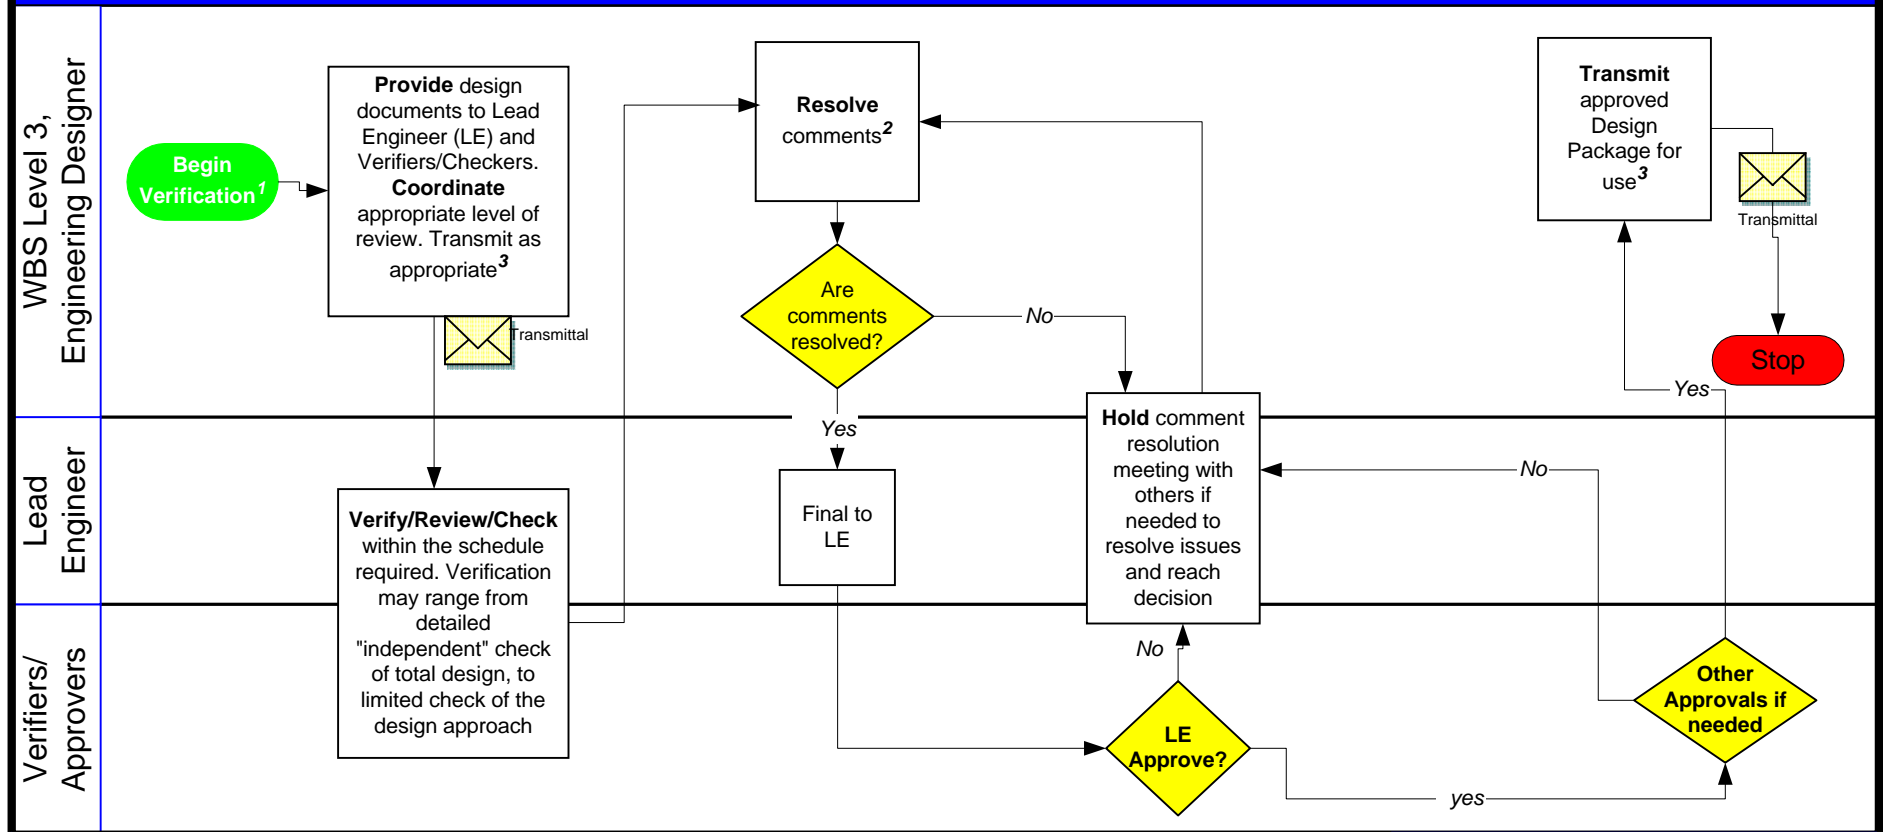 WBS Level 3,
Engineering Designer
Begin
Verification1
Provide design
documents to Lead
Engineer (LE) and
Verifiers/Checkers.
Coordinate
appropriate level of
review. Transmit as
appropriate3
Transmittal
Resolve
comments2
Are
comments
resolved?
No
Yes
Transmit
approved
Design
Package for
use3
Transmittal
Stop
Yes
Lead
Engineer
Verify/Review/Check
within the schedule
required. Verification
may range from
detailed
"independent" check
of total design, to
limited check of the
design approach
Final to
LE
Hold comment
resolution
meeting with
others if
needed to
resolve issues
and reach
decision
No
Verifiers/
Approvers
No
LE
Approve?
yes
Other
Approvals if
needed